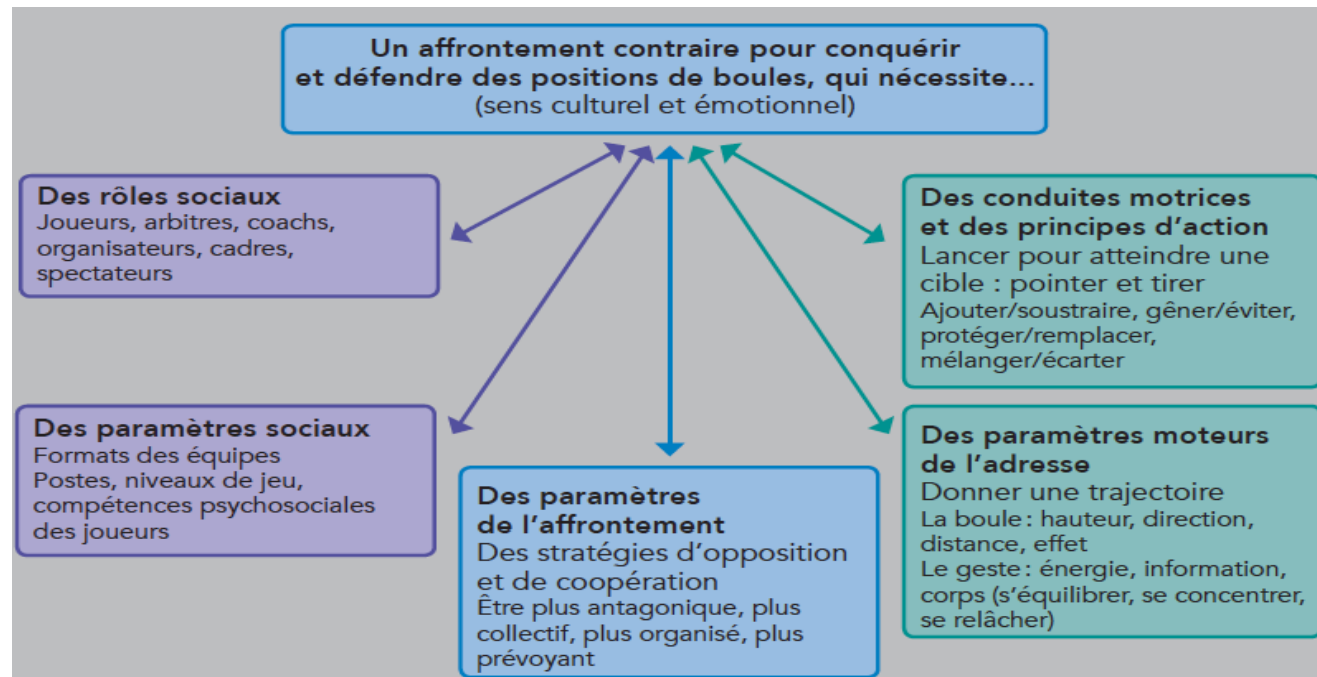 Un affrontement contraire pour conquérir
et défendre des positions de boules, qui nécessite...
(sens culturel et émotionnel)
Des rôles sociaux
Joueurs, arbitres, coachs,
organisateurs, cadres,
spectateurs
Des conduites motrices
et des principes d'action
Lancer pour atteindre une
cible : pointer et tirer
Ajouter/soustraire, gêner/éviter,
protéger/remplacer,
mélanger/écarter
Des paramètres sociaux
Formats des équipes
Postes, niveaux de jeu,
compétences psychosociales
des joueurs
Des paramètres
de l'affrontement
Des stratégies d'opposition
et de coopération
Être plus antagonique, plus
collectif, plus organisé, plus
prévoyant
Des paramètres moteurs
de l'adresse
Donner une trajectoire
La boule : hauteur, direction,
distance, effet
Le geste : énergie, information,
corps (s'équilibrer, se concentrer,
se relâcher)